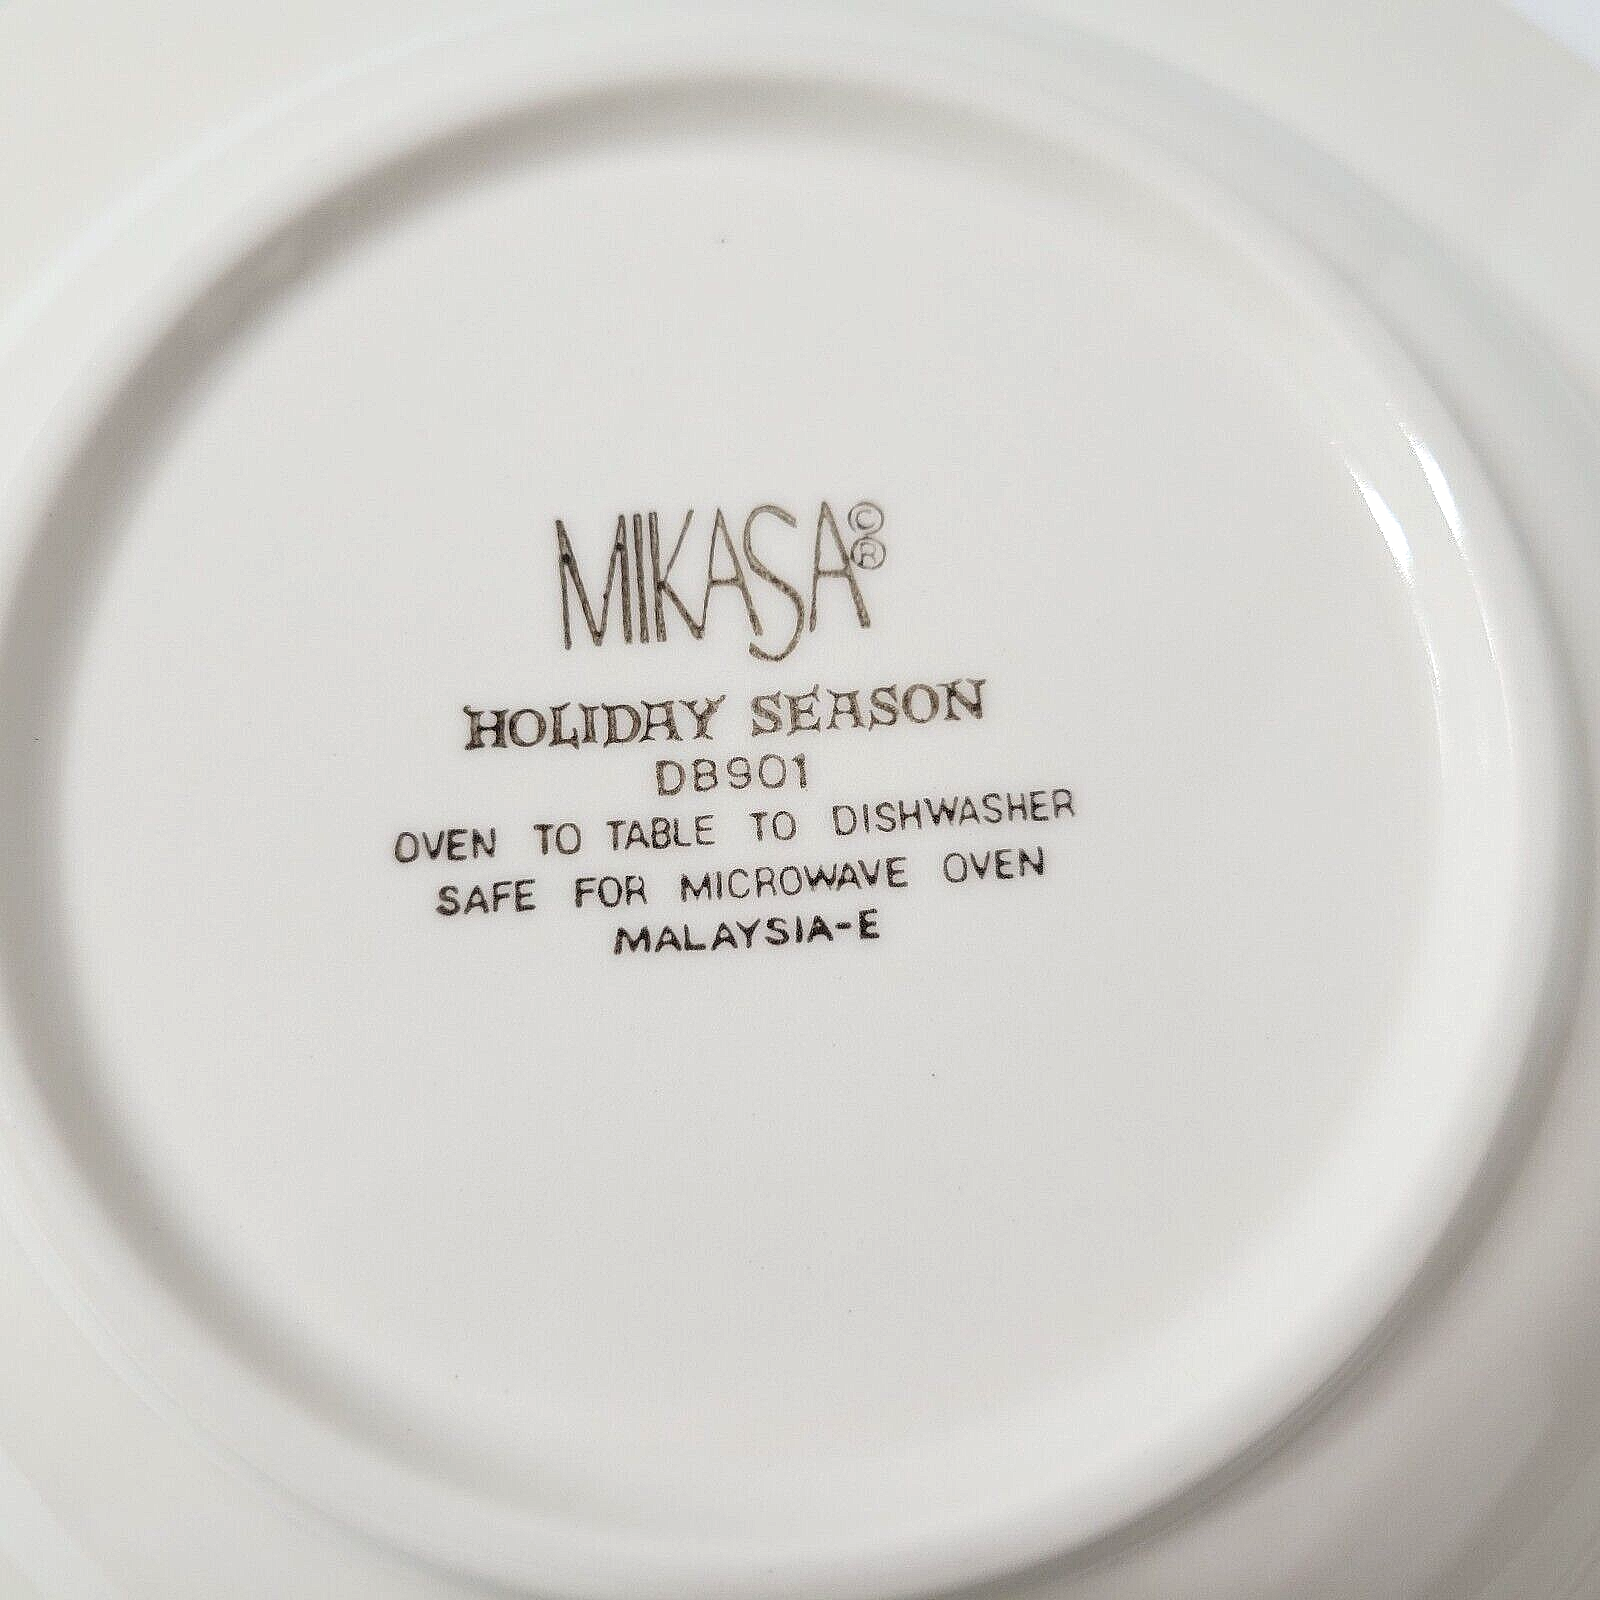 MIKASA © ®
HOLIDAY SEASON
DB901
OVEN TO TABLE TO DISHWASHER
SAFE FOR MICROWAVE OVEN
MALAYSIA-E